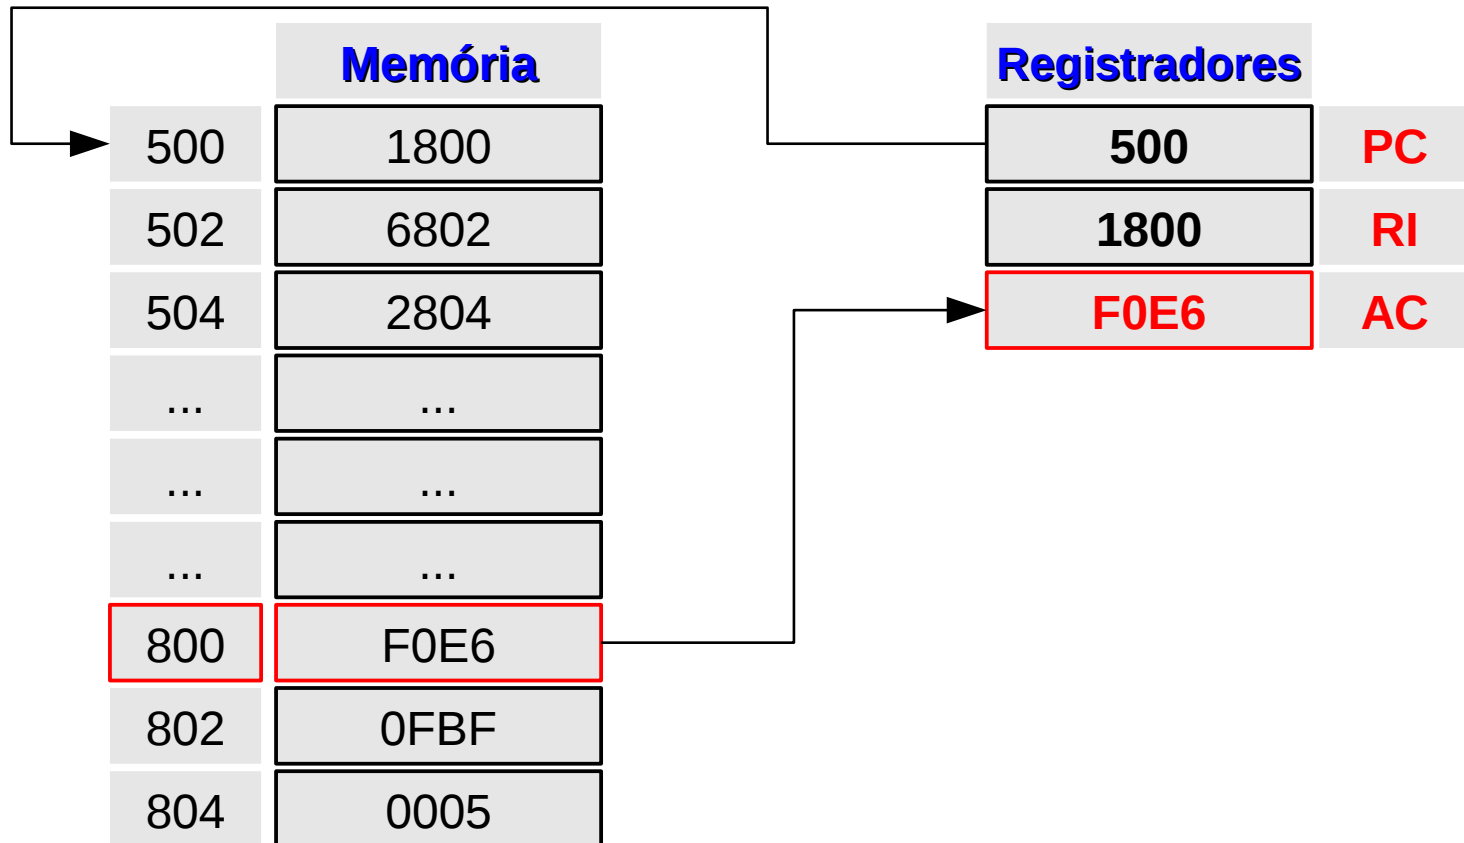 Memória Registradores
500 1800 500 PC
502 6802 1800 RI
504 2804 F0E6 AC
... ...
... ...
... ...
800 F0E6
802 0FBF
804 0005